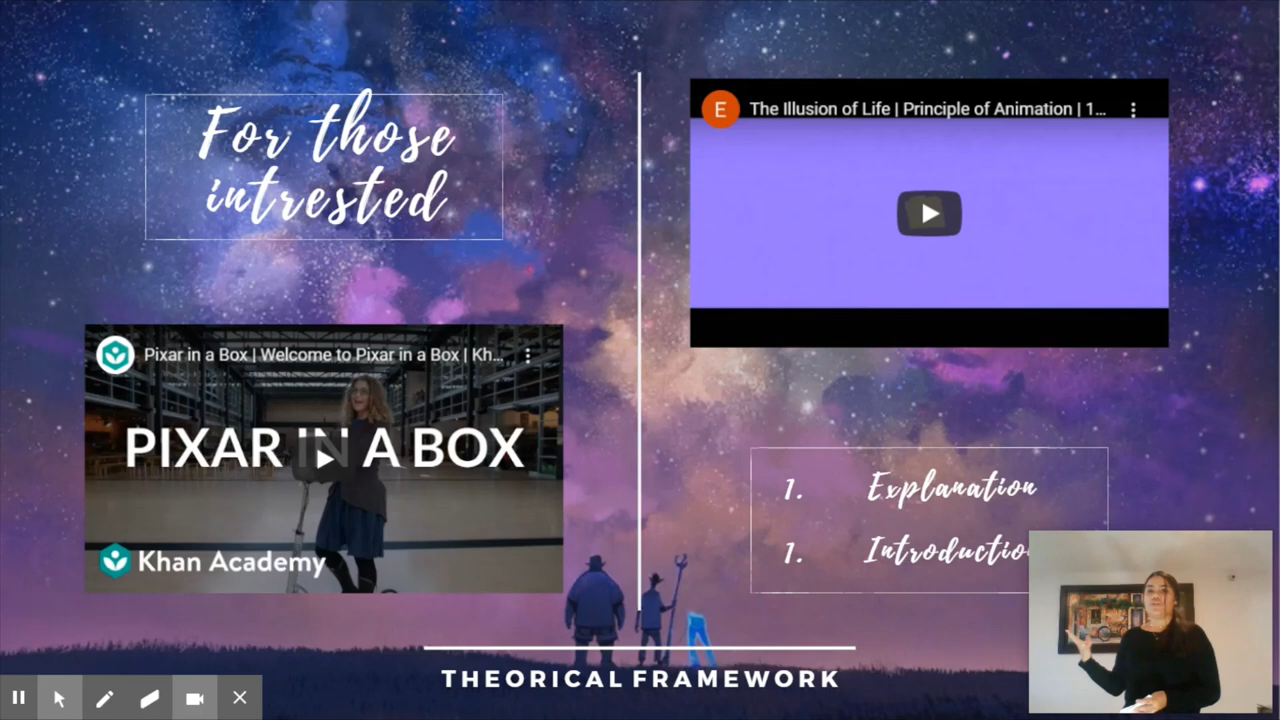 For those
intrested
E The Illusion of Life | Principle of Animation | 1...
Pixar in a Box | Welcome to Pixar in a Box | Kh...
PIXAR IN A BOX
Khan Academy
1. Explanation
1. Introductio
THEORICAL FRAMEWORK